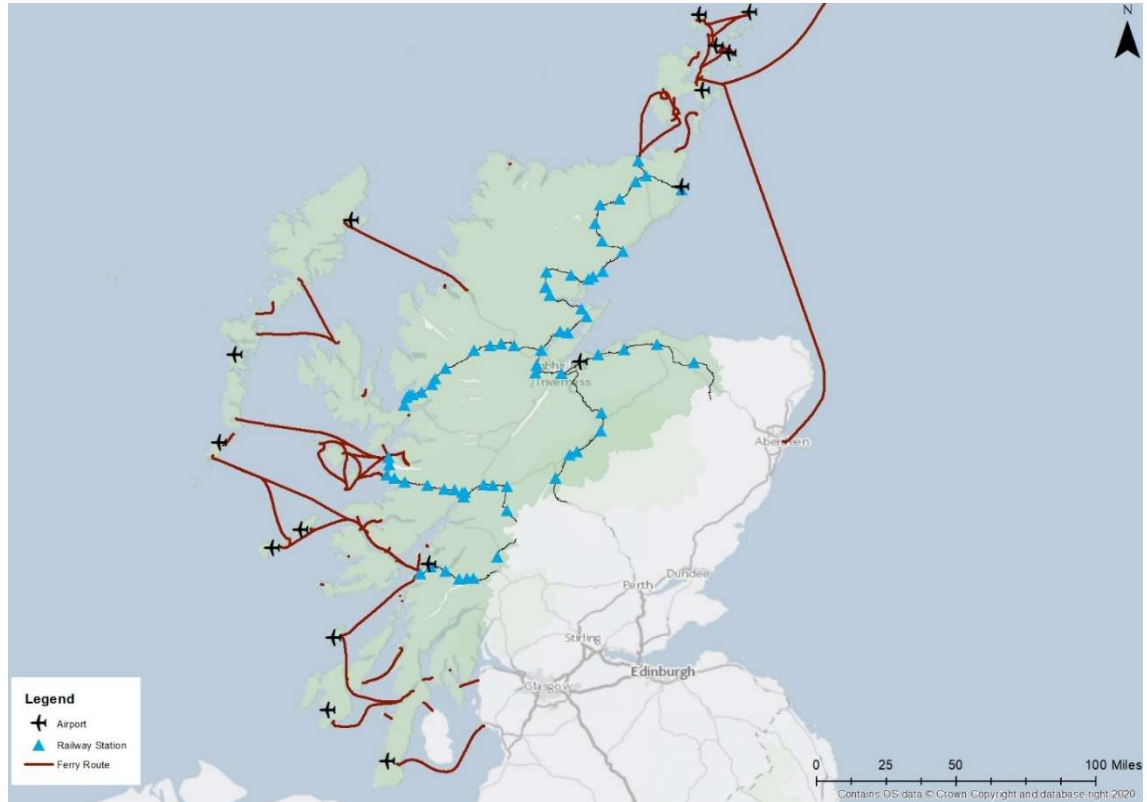 N
Inverness
Aberdeen
Dundee
Perth
Stirling
Edinburgh
Glasgow
Legend
Airport
Railway Station
Ferry Route
0 25 50 100 Miles
Contains OS data © Crown Copyright and database right 2020